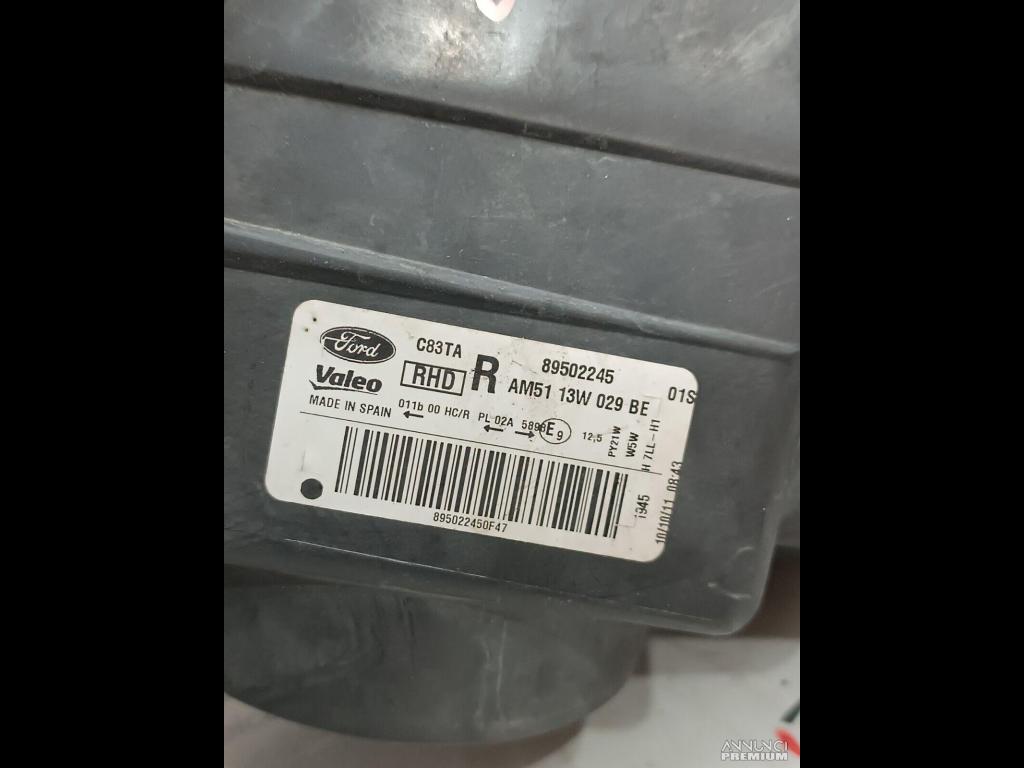 Ford C83TA R 89502245 01S
Valeo RHD AM51 13W 029 BE
MADE IN SPAIN 011b 00 HC/R PL 02A E9 12,5
PY21W
W5W
H 7LL-H1
1945
10/10/11 08:43
895022450F47
ANNUNCI
PREMIUM